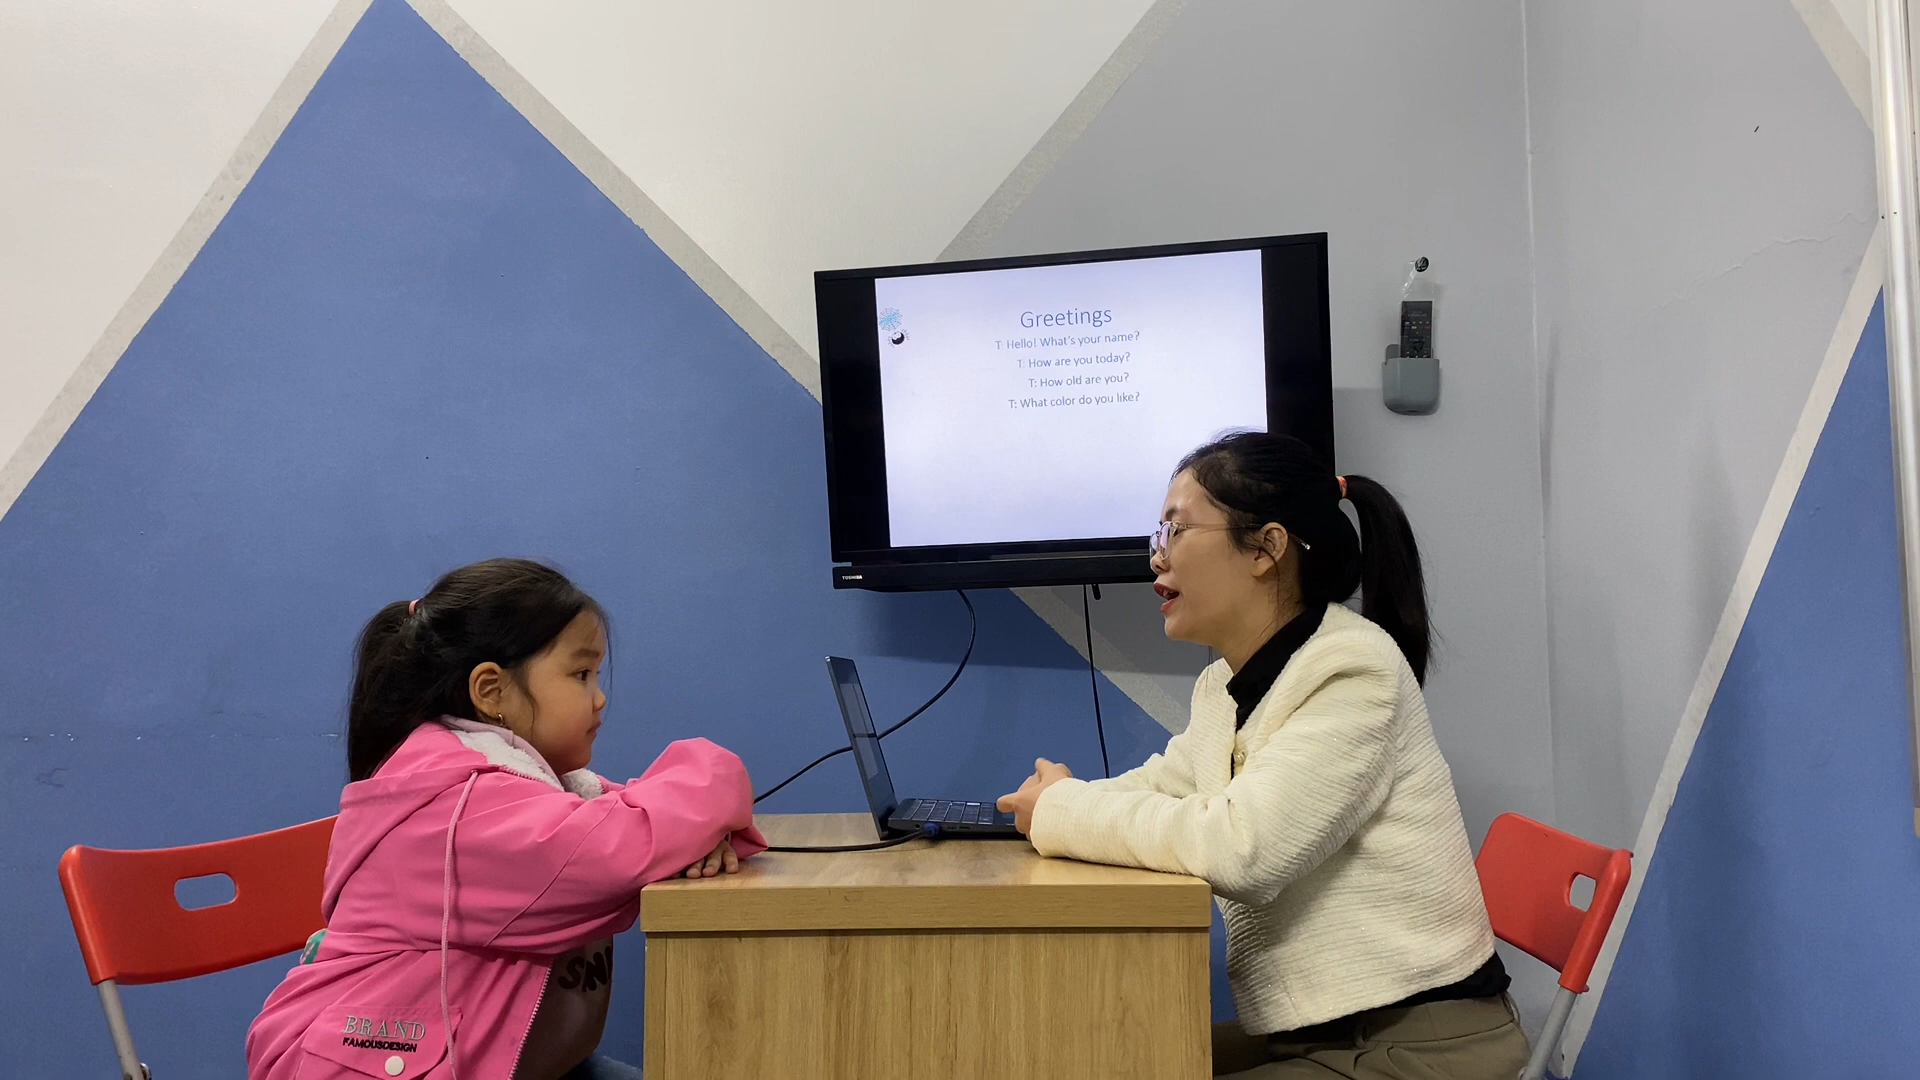 Greetings
T: Hello! What's your name?
T: How are you today?
T: How old are you?
T: What color do you like?
TOSHIBA
BRAND
FAMOUSDESIGN